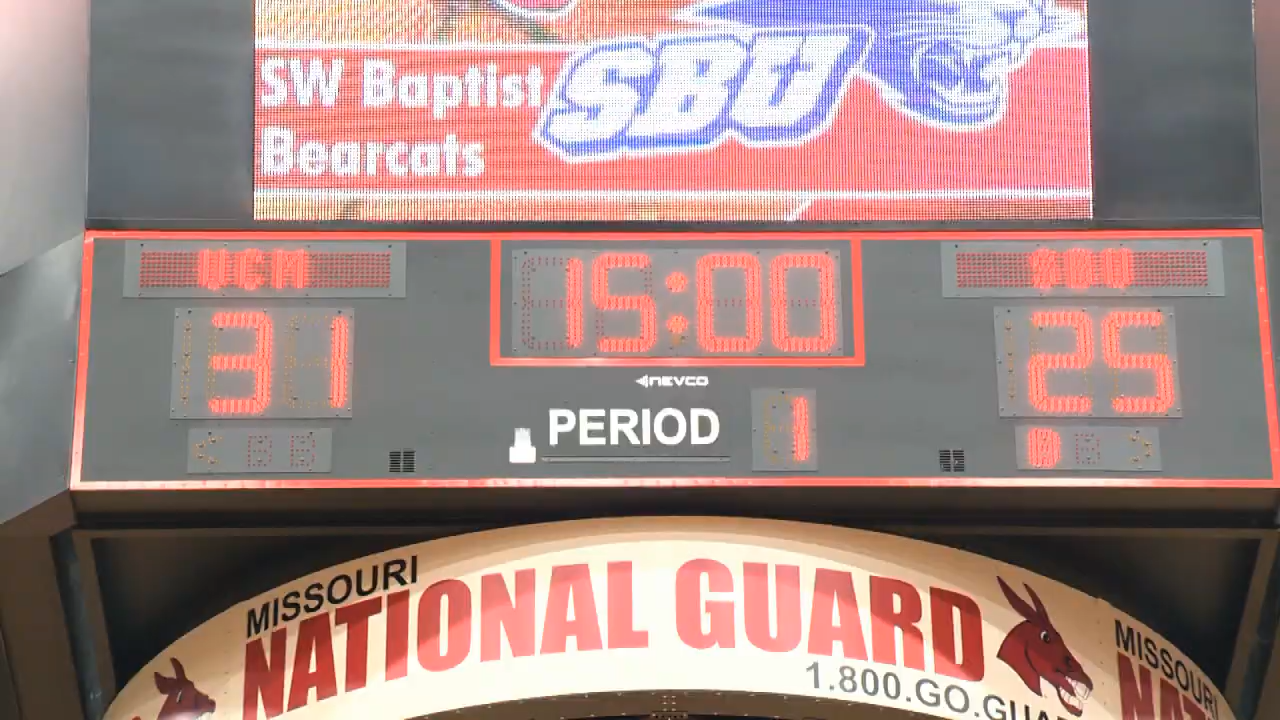 SW Baptist
Bearcats
SBU
UCM
15:00
SBU
31
25
NEVCO
PERIOD
1
MISSOURI
NATIONAL GUARD
1.800.GO.GUA
MISSOURI
NA